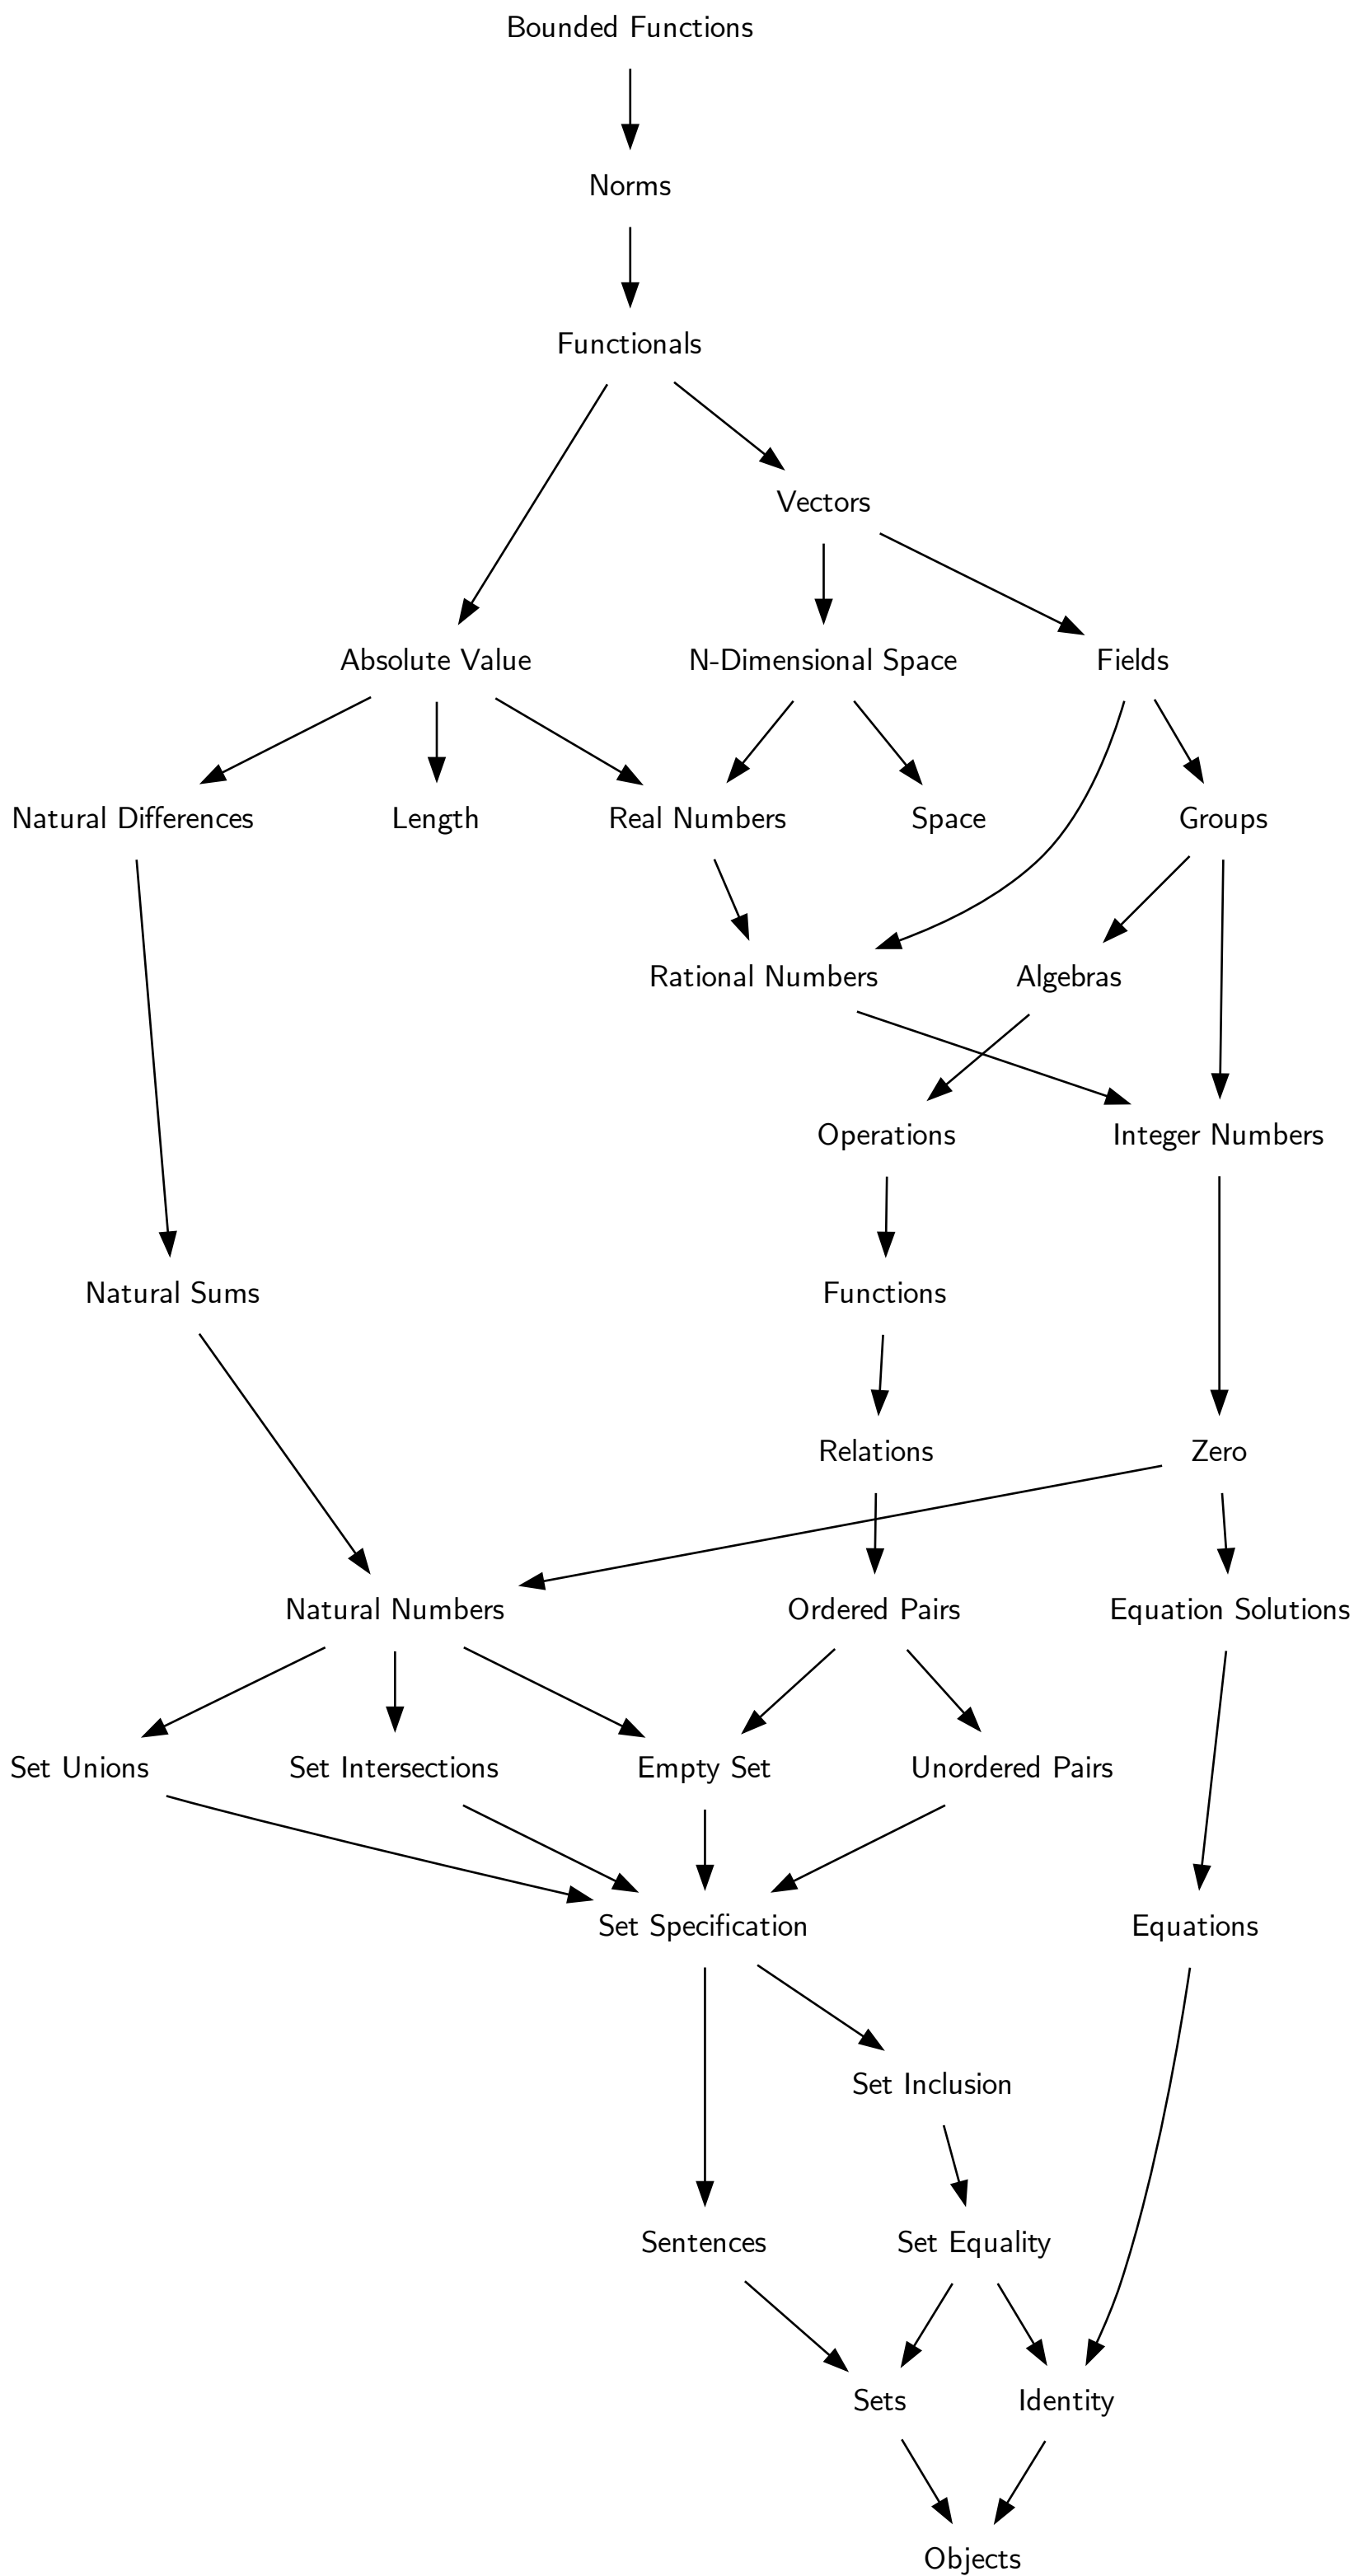 Bounded Functions
Norms
Functionals
Vectors
Absolute Value
N-Dimensional Space
Fields
Natural Differences
Length
Real Numbers
Space
Groups
Rational Numbers
Algebras
Operations
Integer Numbers
Natural Sums
Functions
Relations
Zero
Natural Numbers
Ordered Pairs
Equation Solutions
Set Unions
Set Intersections
Empty Set
Unordered Pairs
Set Specification
Equations
Set Inclusion
Sentences
Set Equality
Sets
Identity
Objects